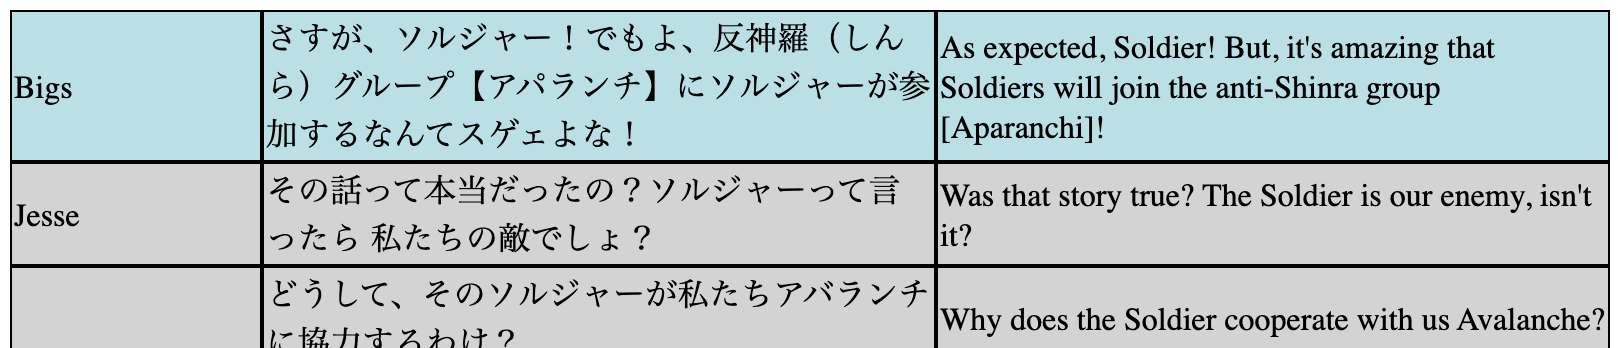 Bigs
さすが、ソルジャー！でもよ、反神羅（しん
ら）グループ【アパランチ】にソルジャーが参
加するなんてスゲェよな！
As expected, Soldier! But, it's amazing that
Soldiers will join the anti-Shinra group
[Aparanchi]!
Jesse
その話って本当だったの？ソルジャーって言
ったら 私たちの敵でしょ？
Was that story true? The Soldier is our enemy, isn't
it?
どうして、そのソルジャーが私たちアバランチ
に協力するわけ？
Why does the Soldier cooperate with us Avalanche?